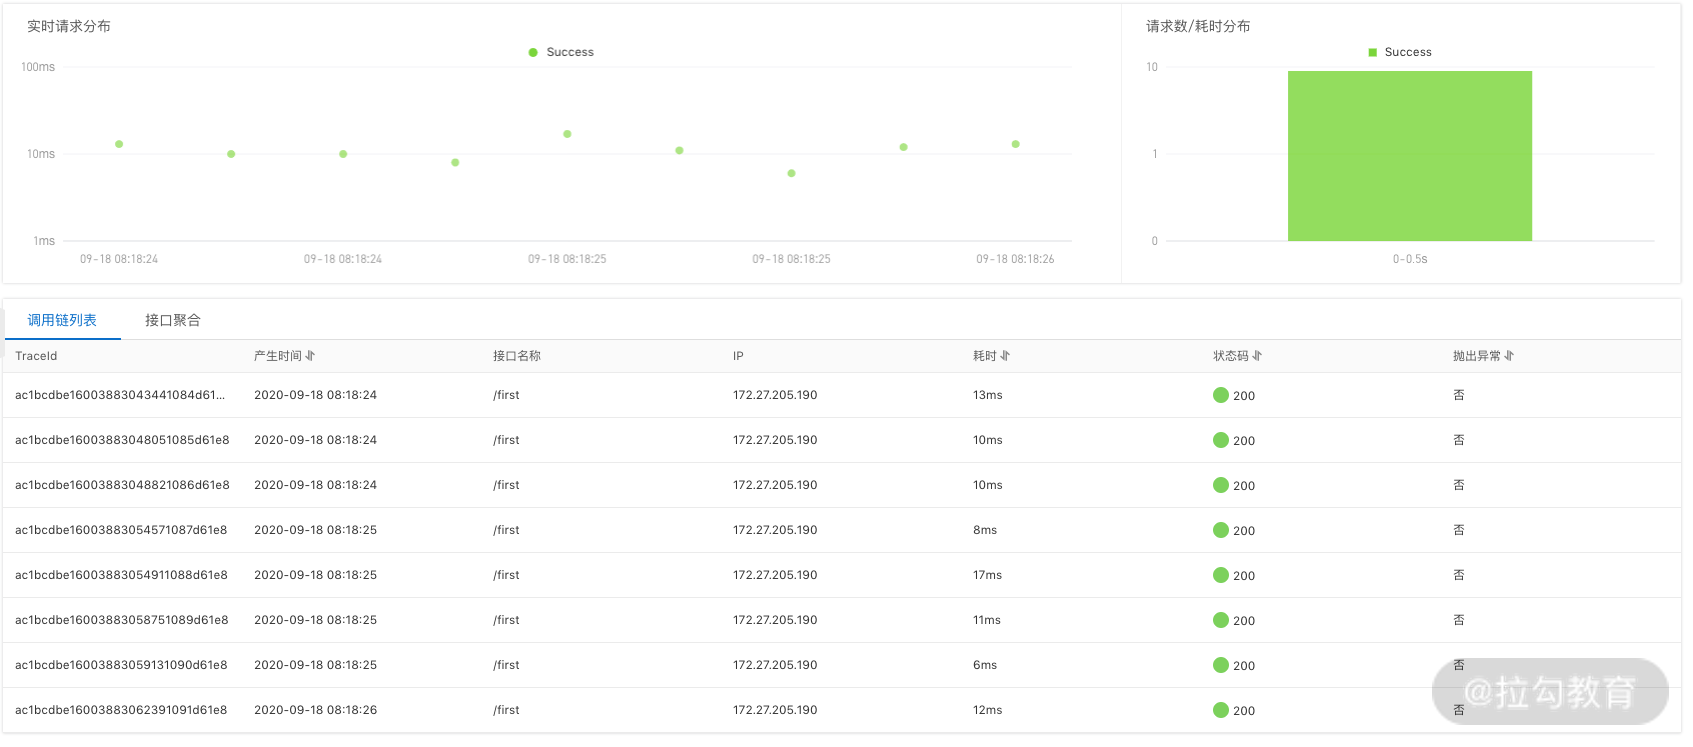 实时请求分布
Success
100ms
10ms
1ms
09-18 08:18:24 09-18 08:18:24 09-18 08:18:25 09-18 08:18:25 09-18 08:18:26
请求数/耗时分布
Success
10
1
0
0-0.5s
调用链列表 接口聚合
TraceId 产生时间 接口名称 IP 耗时 状态码 抛出异常
ac1bcdbe16003883043441084d61... 2020-09-18 08:18:24 /first 172.27.205.190 13ms 200 否
ac1bcdbe16003883048051085d61e8 2020-09-18 08:18:24 /first 172.27.205.190 10ms 200 否
ac1bcdbe16003883048821086d61e8 2020-09-18 08:18:24 /first 172.27.205.190 10ms 200 否
ac1bcdbe16003883054571087d61e8 2020-09-18 08:18:25 /first 172.27.205.190 8ms 200 否
ac1bcdbe16003883054911088d61e8 2020-09-18 08:18:25 /first 172.27.205.190 17ms 200 否
ac1bcdbe16003883058751089d61e8 2020-09-18 08:18:25 /first 172.27.205.190 11ms 200 否
ac1bcdbe16003883059131090d61e8 2020-09-18 08:18:25 /first 172.27.205.190 6ms 200 否
ac1bcdbe16003883062391091d61e8 2020-09-18 08:18:26 /first 172.27.205.190 12ms 200 否
@拉勾教育